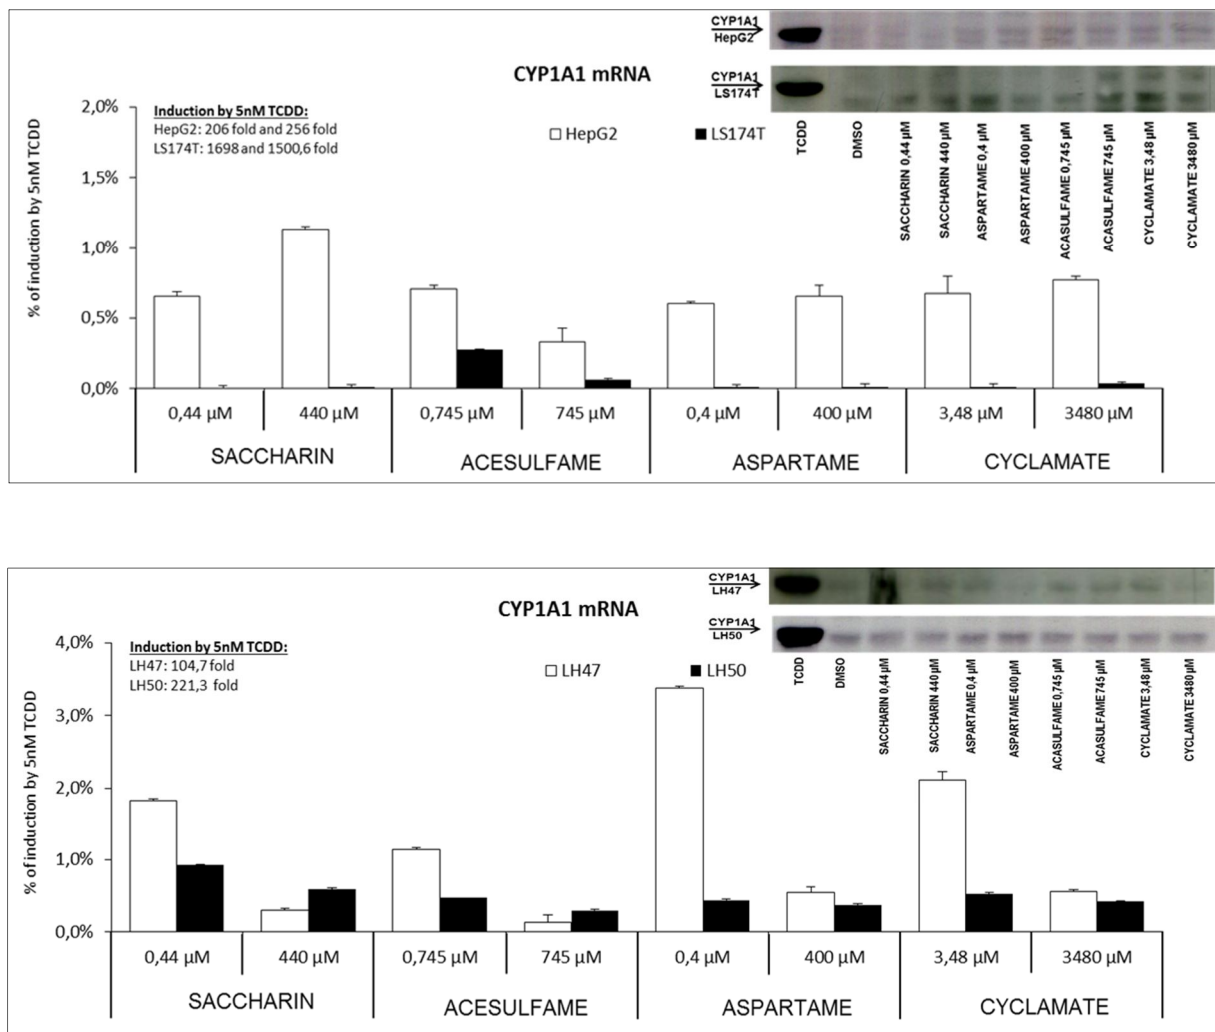 CYP1A1
HepG2
CYP1A1
LS174T
CYP1A1 mRNA
Induction by 5nM TCDD:
HepG2: 206 fold and 256 fold
LS174T: 1698 and 1500,6 fold
HepG2
LS174T
TCDD
DMSO
SACCHARIN 0,44 µM
SACCHARIN 440 µM
ASPARTAME 0,4 µM
ASPARTAME 400 µM
ACASULFAME 0,745 µM
ACASULFAME 745 µM
CYCLAMATE 3,48 µM
CYCLAMATE 3480 µM
% of induction by 5nM TCDD
2,0%
1,5%
1,0%
0,5%
0,0%
0,44 µM 440 µM 0,745 µM 745 µM 0,4 µM 400 µM 3,48 µM 3480 µM
SACCHARIN ACESULFAME ASPARTAME CYCLAMATE
CYP1A1
LH47
CYP1A1
LH50
CYP1A1 mRNA
Induction by 5nM TCDD:
LH47: 104,7 fold
LH50: 221,3 fold
LH47
LH50
TCDD
DMSO
SACCHARIN 0,44 µM
SACCHARIN 440 µM
ASPARTAME 0,4 µM
ASPARTAME 400 µM
ACASULFAME 0,745 µM
ACASULFAME 745 µM
CYCLAMATE 3,48 µM
CYCLAMATE 3480 µM
% of induction by 5nM TCDD
4,0%
3,0%
2,0%
1,0%
0,0%
0,44 µM 440 µM 0,745 µM 745 µM 0,4 µM 400 µM 3,48 µM 3480 µM
SACCHARIN ACESULFAME ASPARTAME CYCLAMATE